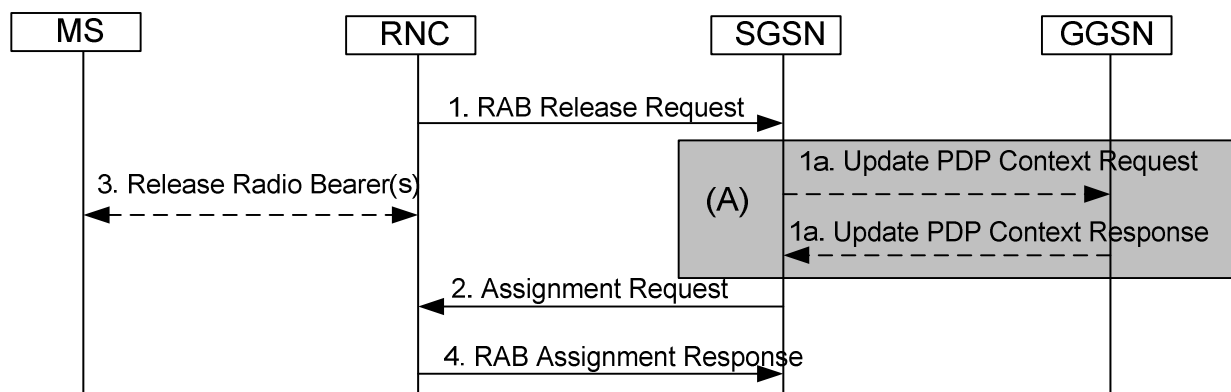 MS
RNC
SGSN
GGSN
1. RAB Release Request
1a. Update PDP Context Request
3. Release Radio Bearer(s)
(A)
1a. Update PDP Context Response
2. Assignment Request
4. RAB Assignment Response